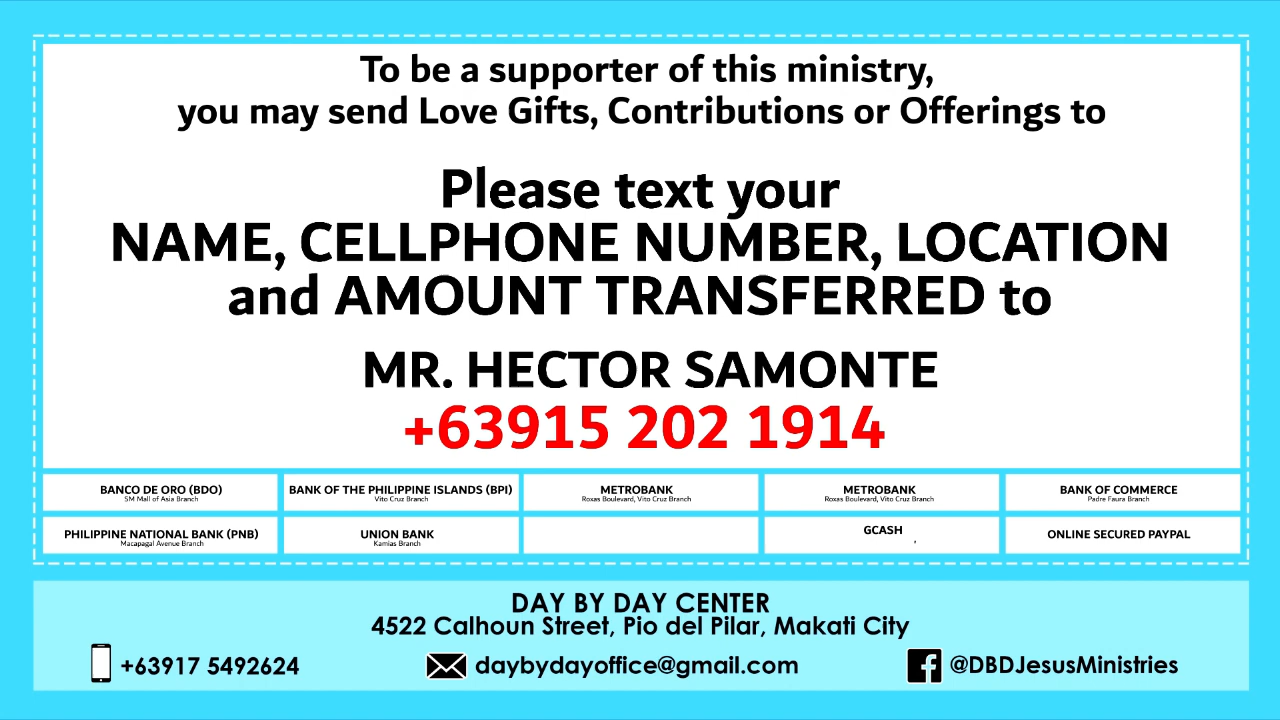 To be a supporter of this ministry,
you may send Love Gifts, Contributions or Offerings to
Please text your
NAME, CELLPHONE NUMBER, LOCATION
and AMOUNT TRANSFERRED to
MR. HECTOR SAMONTE
+63915 202 1914
BANCO DE ORO (BDO)
SM Mall of Asia Branch
BANK OF THE PHILIPPINE ISLANDS (BPI)
Vito Cruz Branch
METROBANK
Roxas Boulevard, Vito Cruz Branch
METROBANK
Roxas Boulevard, Vito Cruz Branch
BANK OF COMMERCE
Padre Faura Branch
PHILIPPINE NATIONAL BANK (PNB)
Macapagal Avenue Branch
UNION BANK
Kamias Branch
GCASH
,
ONLINE SECURED PAYPAL
DAY BY DAY CENTER
4522 Calhoun Street, Pio del Pilar, Makati City
+63917 5492624
daybydayoffice@gmail.com
@DBDJesusMinistries